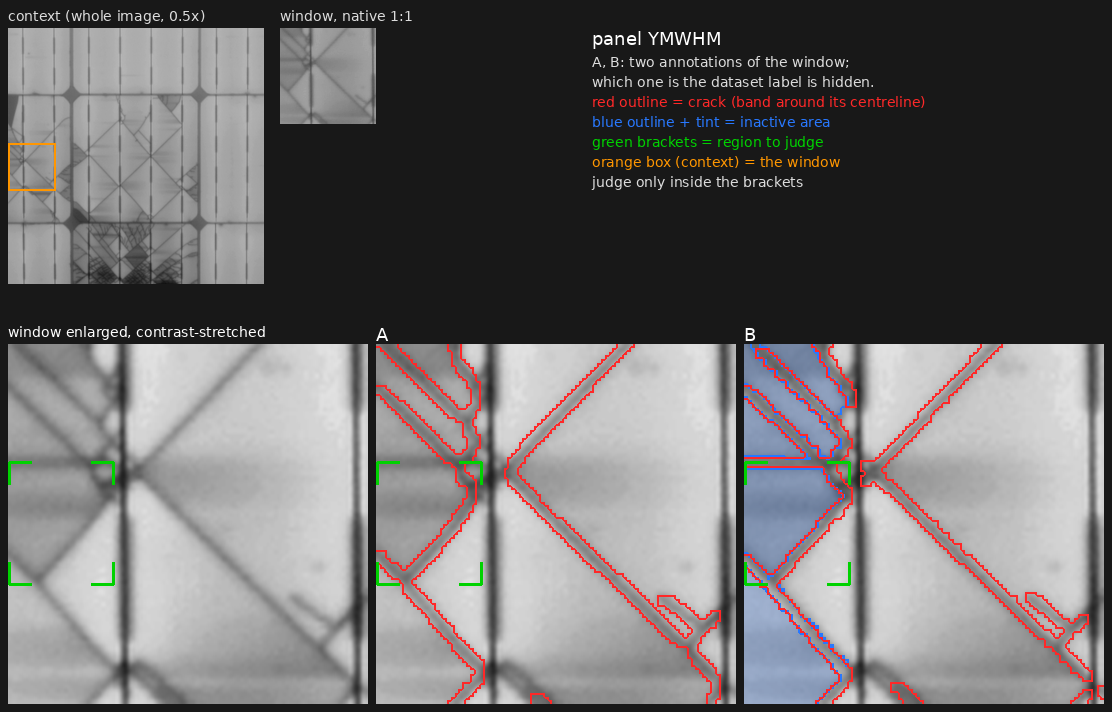 context (whole image, 0.5x)
window, native 1:1
panel YMWHM
A, B: two annotations of the window;
which one is the dataset label is hidden.
red outline = crack (band around its centreline)
blue outline + tint = inactive area
green brackets = region to judge
orange box (context) = the window
judge only inside the brackets
window enlarged, contrast-stretched
A
B